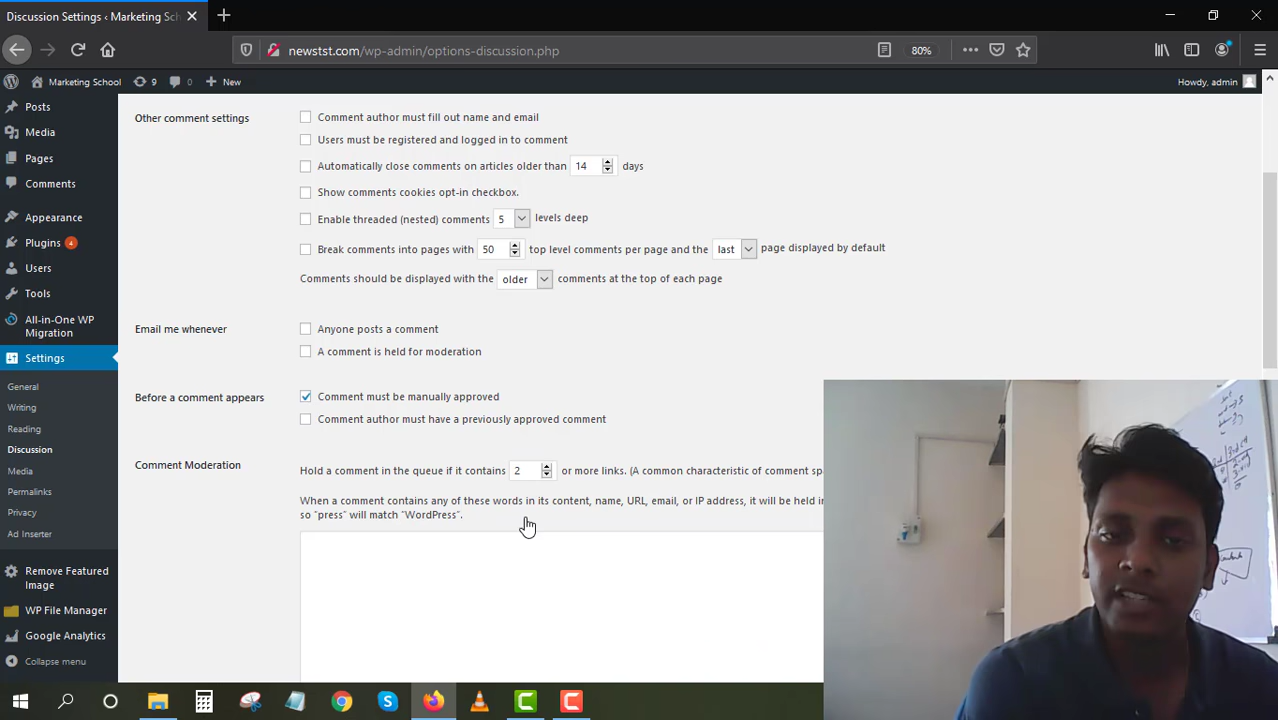 Discussion Settings ‹ Marketing Sch
newstst.com/wp-admin/options-discussion.php
80%
Marketing School
9
0
New
Howdy, admin
Posts
Media
Pages
Comments
Appearance
Plugins 4
Users
Tools
All-in-One WP
Migration
Settings
General
Writing
Reading
Discussion
Media
Permalinks
Privacy
Ad Inserter
Remove Featured
Image
WP File Manager
Google Analytics
Collapse menu
Other comment settings
Comment author must fill out name and email
Users must be registered and logged in to comment
Automatically close comments on articles older than 14 days
Show comments cookies opt-in checkbox.
Enable threaded (nested) comments 5 levels deep
Break comments into pages with 50 top level comments per page and the last page displayed by default
Comments should be displayed with the older comments at the top of each page
Email me whenever
Anyone posts a comment
A comment is held for moderation
Before a comment appears
Comment must be manually approved
Comment author must have a previously approved comment
Comment Moderation
Hold a comment in the queue if it contains 2 or more links. (A common characteristic of comment spa
When a comment contains any of these words in its content, name, URL, email, or IP address, it will be held in
so "press" will match "WordPress".